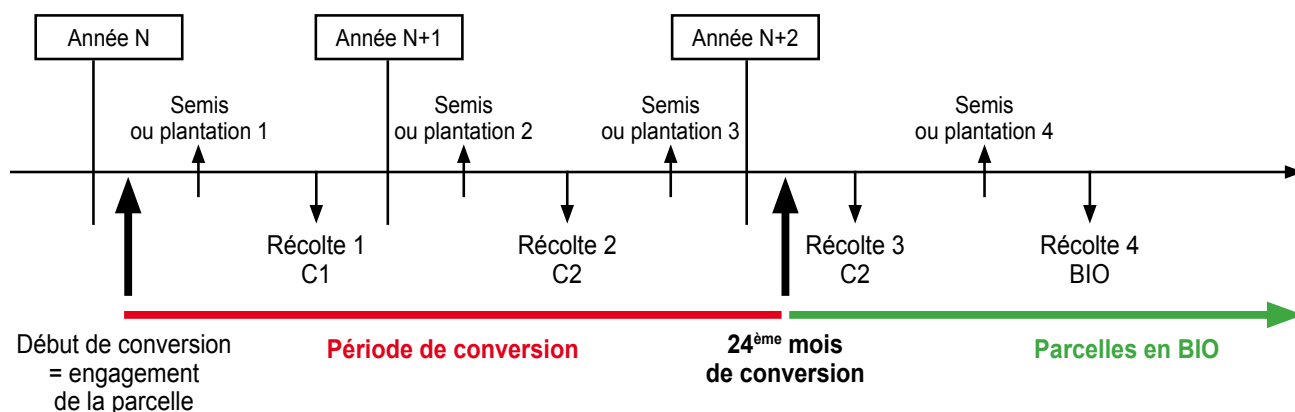 Année N
Année N+1
Année N+2
Semis
ou plantation 1
Semis
ou plantation 2
Semis
ou plantation 3
Semis
ou plantation 4
Récolte 1
C1
Récolte 2
C2
Récolte 3
C2
Récolte 4
BIO
Début de conversion
= engagement
de la parcelle
Période de conversion
24ème mois
de conversion
Parcelles en BIO